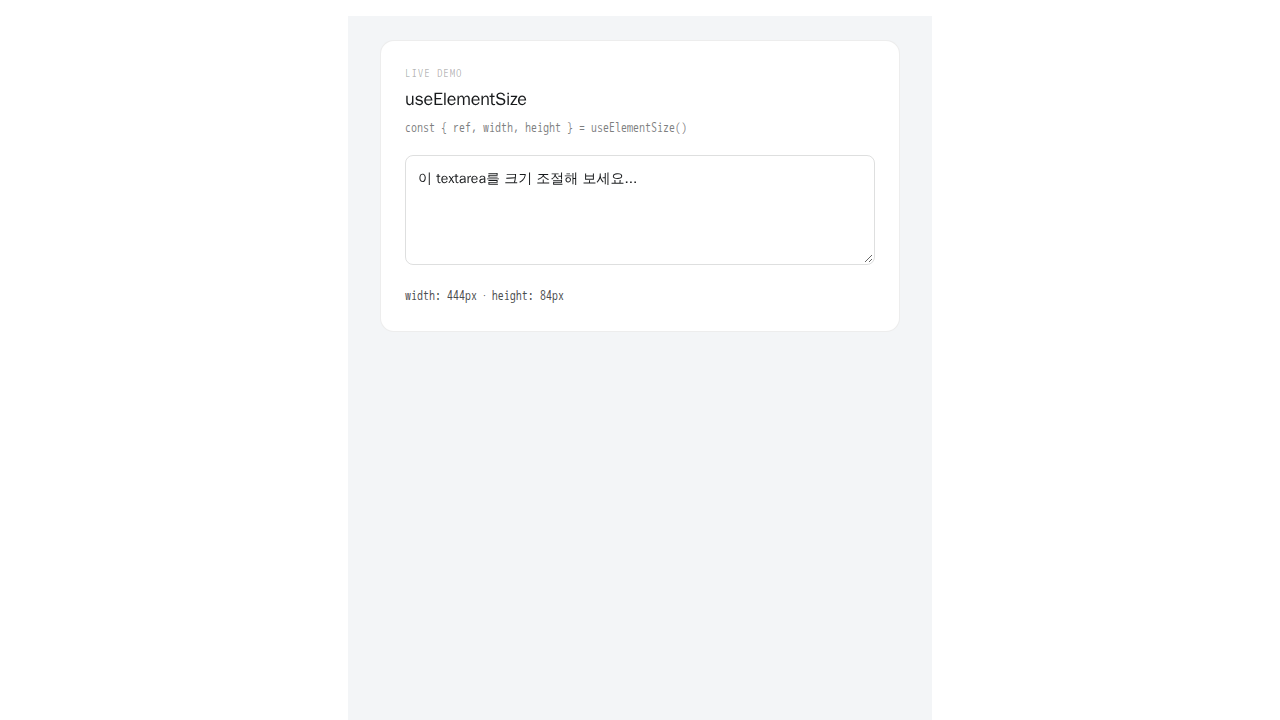 LIVE DEMO
useElementSize
const { ref, width, height } = useElementSize()
이 textarea를 크기 조절해 보세요...
width: 444px · height: 84px